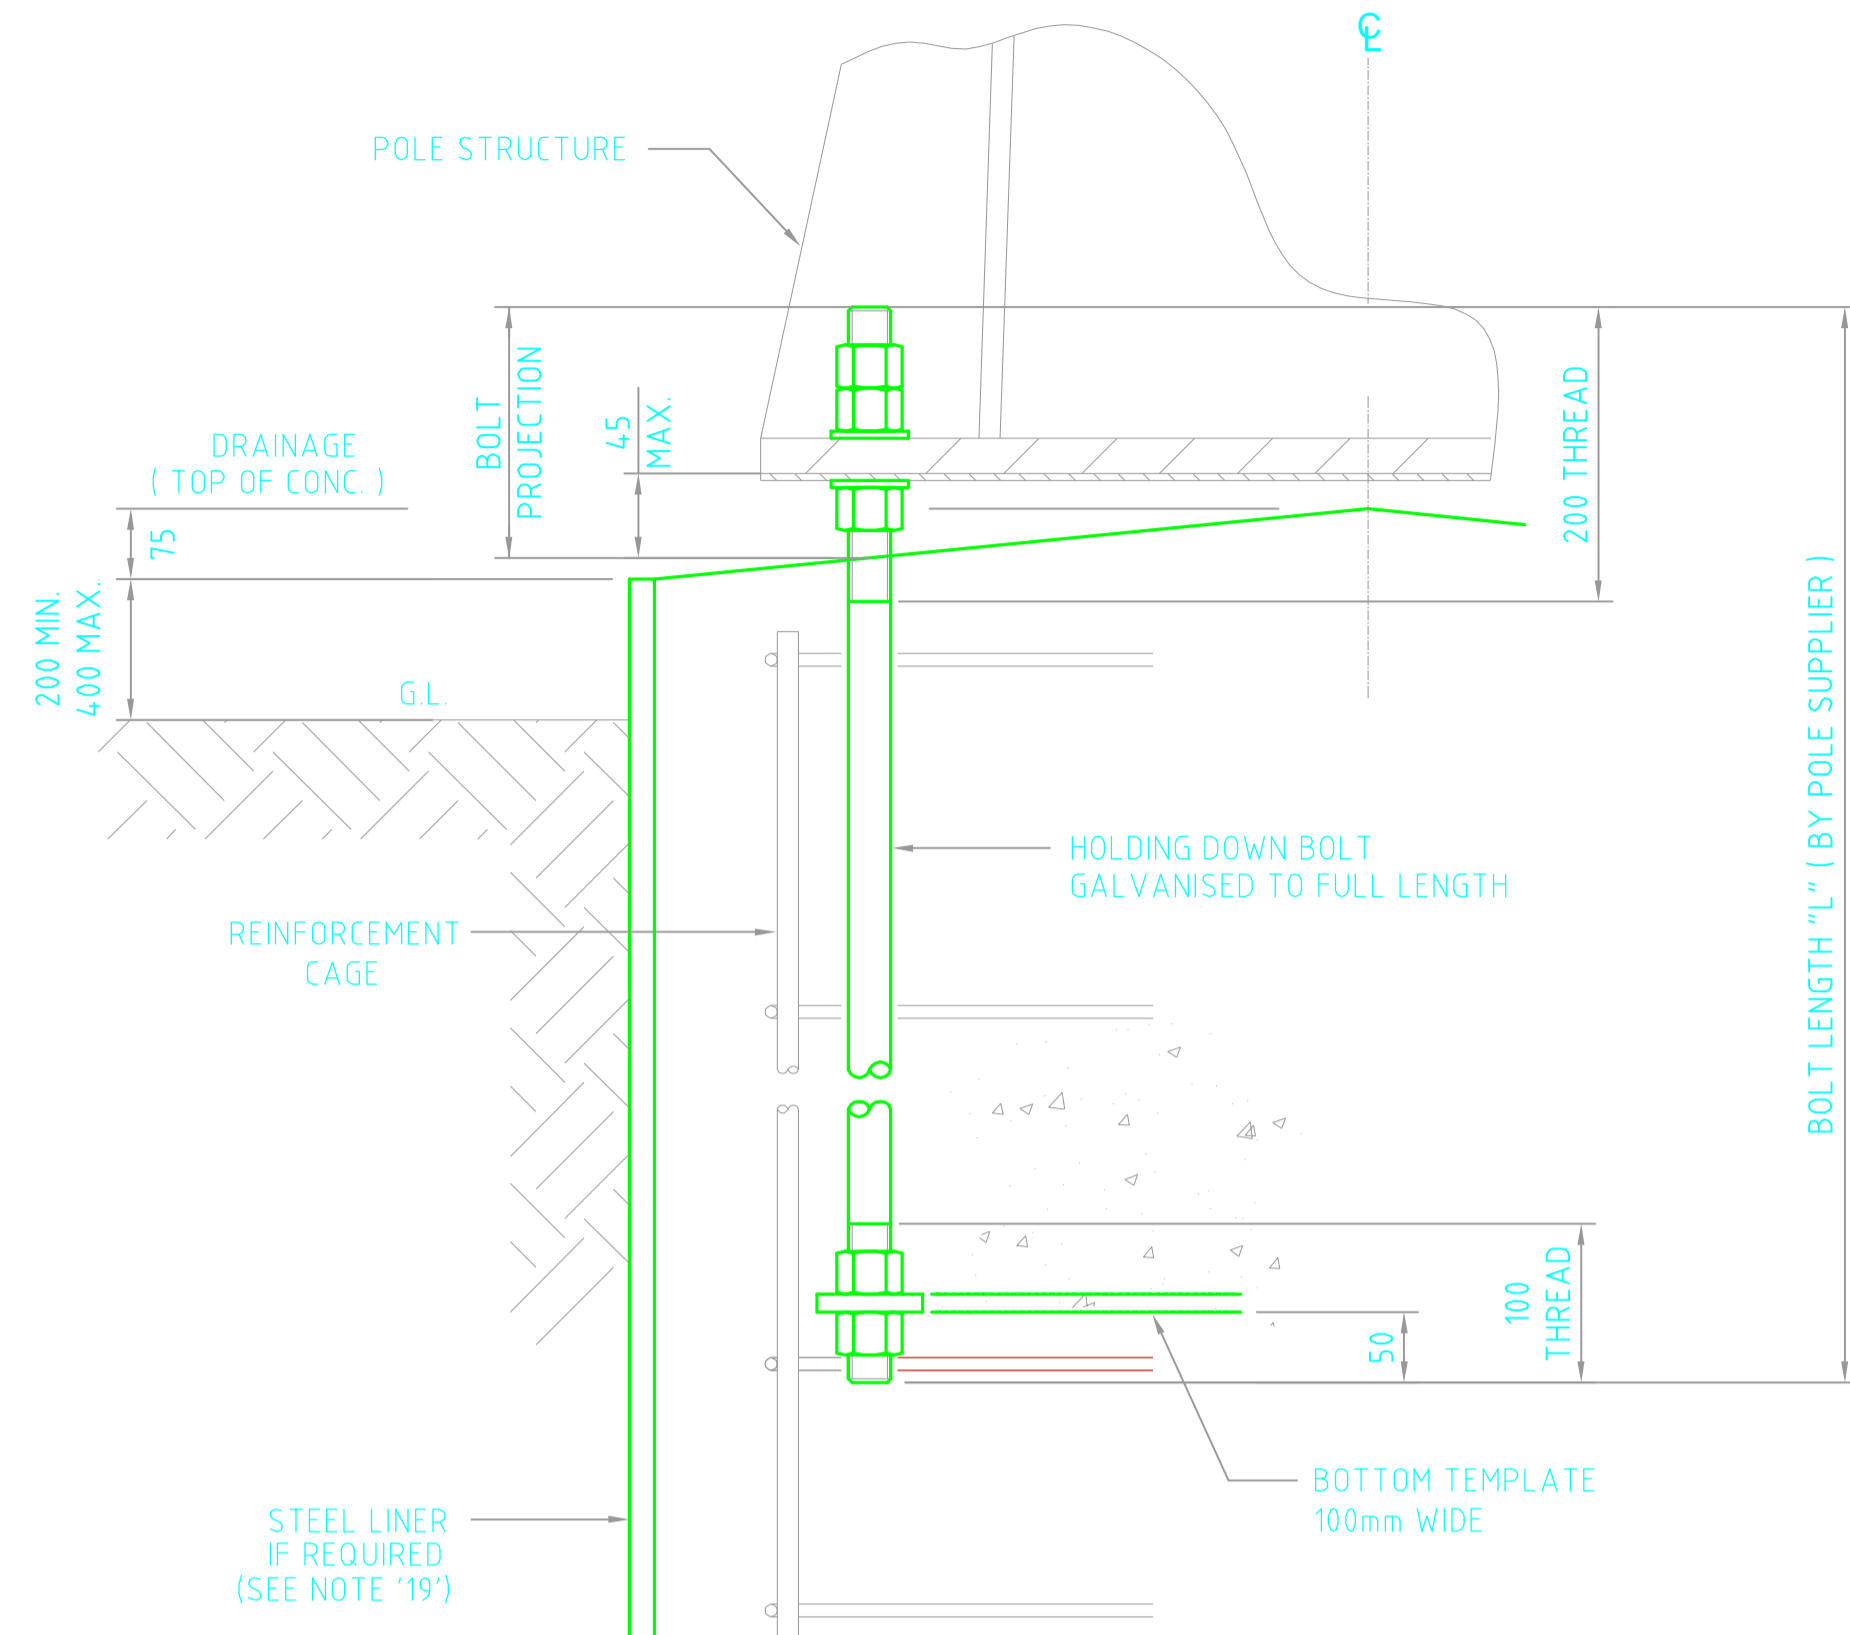 ℄
POLE STRUCTURE
BOLT
PROJECTION
45
MAX.
200 THREAD
DRAINAGE
( TOP OF CONC. )
75
200 MIN.
400 MAX.
G.L.
BOLT LENGTH "L" ( BY POLE SUPPLIER )
HOLDING DOWN BOLT
GALVANISED TO FULL LENGTH
REINFORCEMENT
CAGE
100
THREAD
50
BOTTOM TEMPLATE
100mm WIDE
STEEL LINER
IF REQUIRED
(SEE NOTE '19')